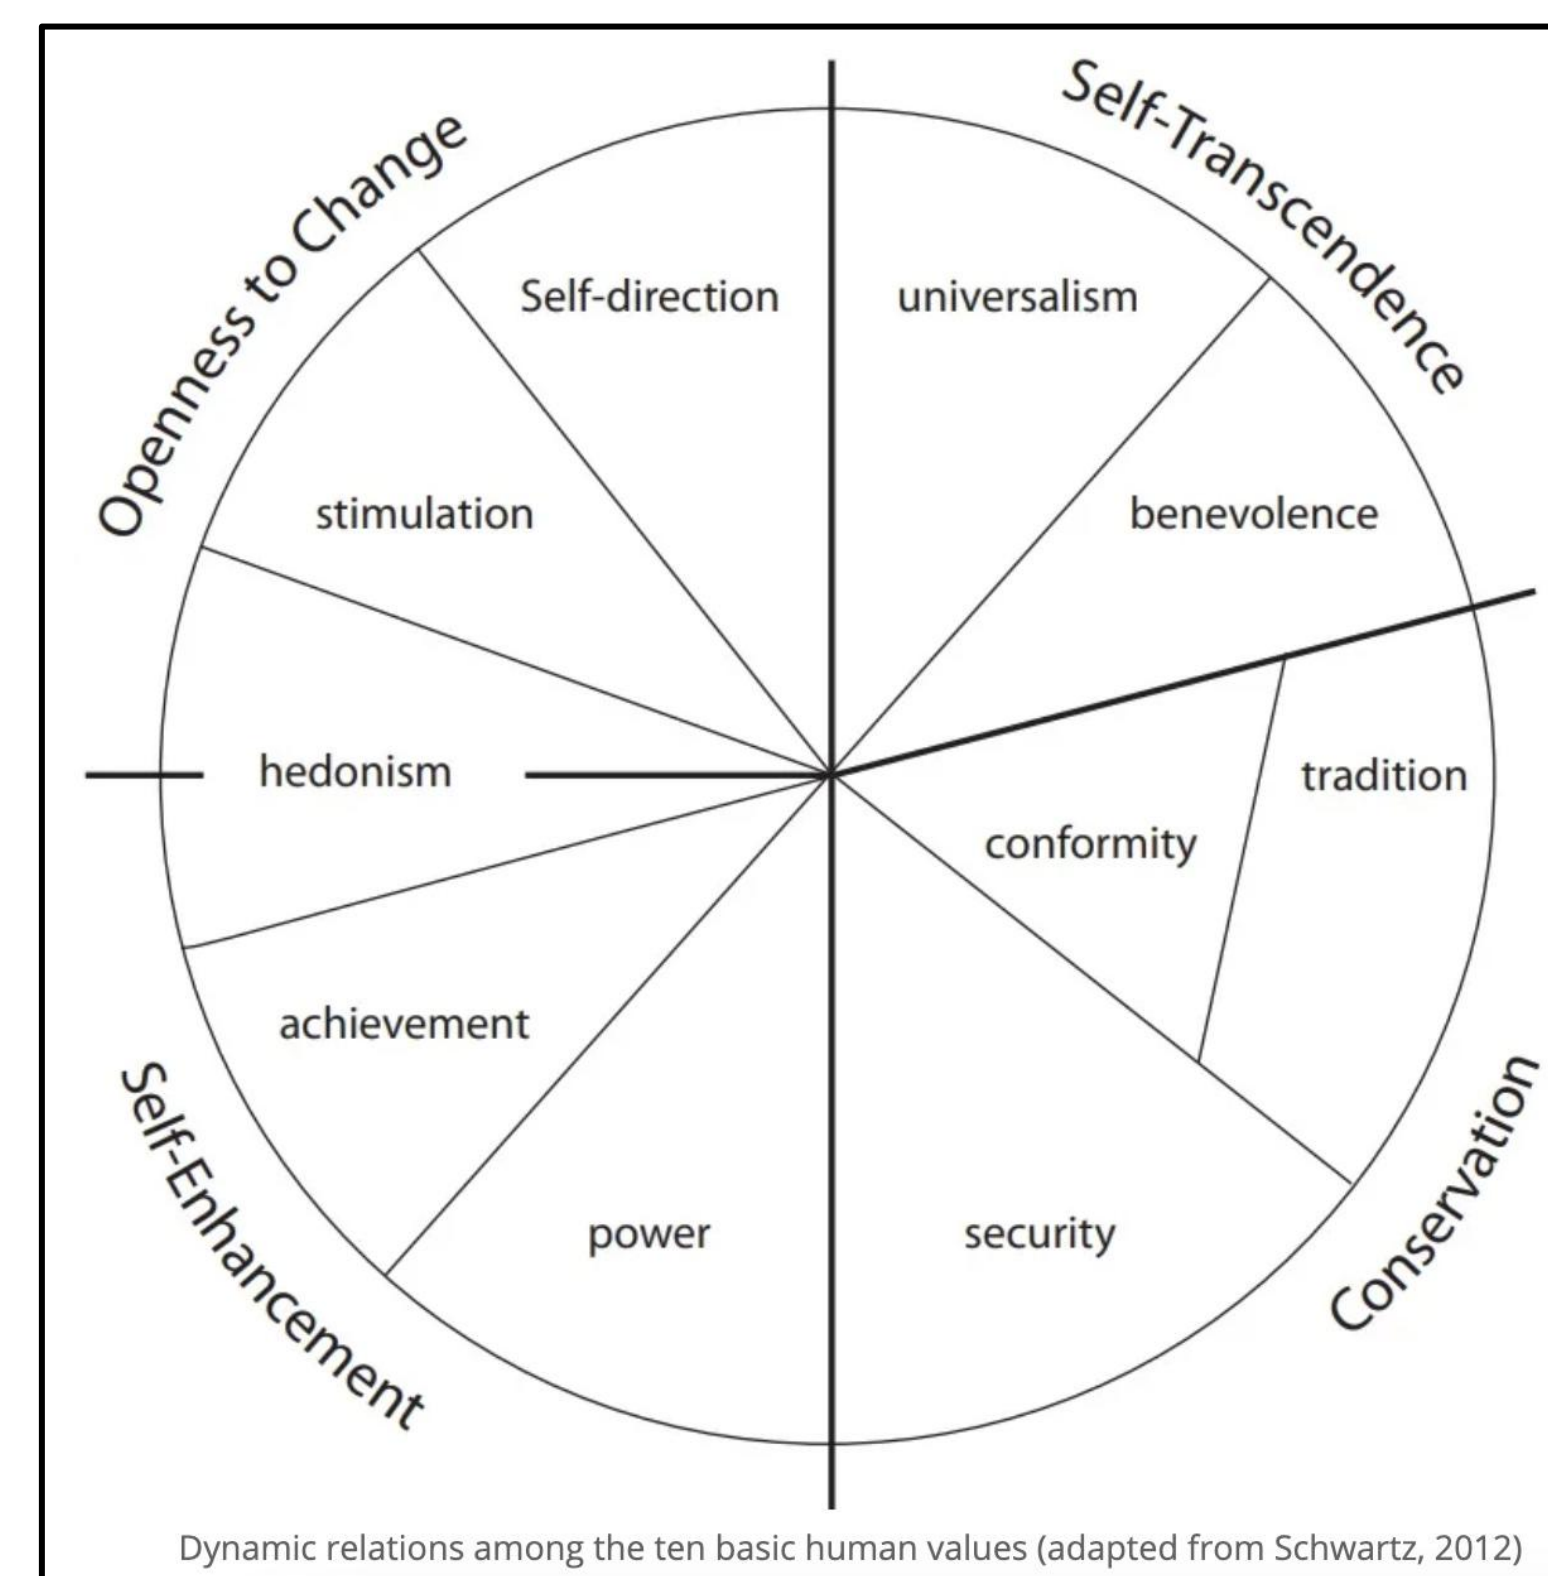 Self-Transcendence
Openness to Change
Self-direction
universalism
stimulation
benevolence
hedonism
tradition
conformity
achievement
Self-Enhancement
Conservation
power
security
Dynamic relations among the ten basic human values (adapted from Schwartz, 2012)